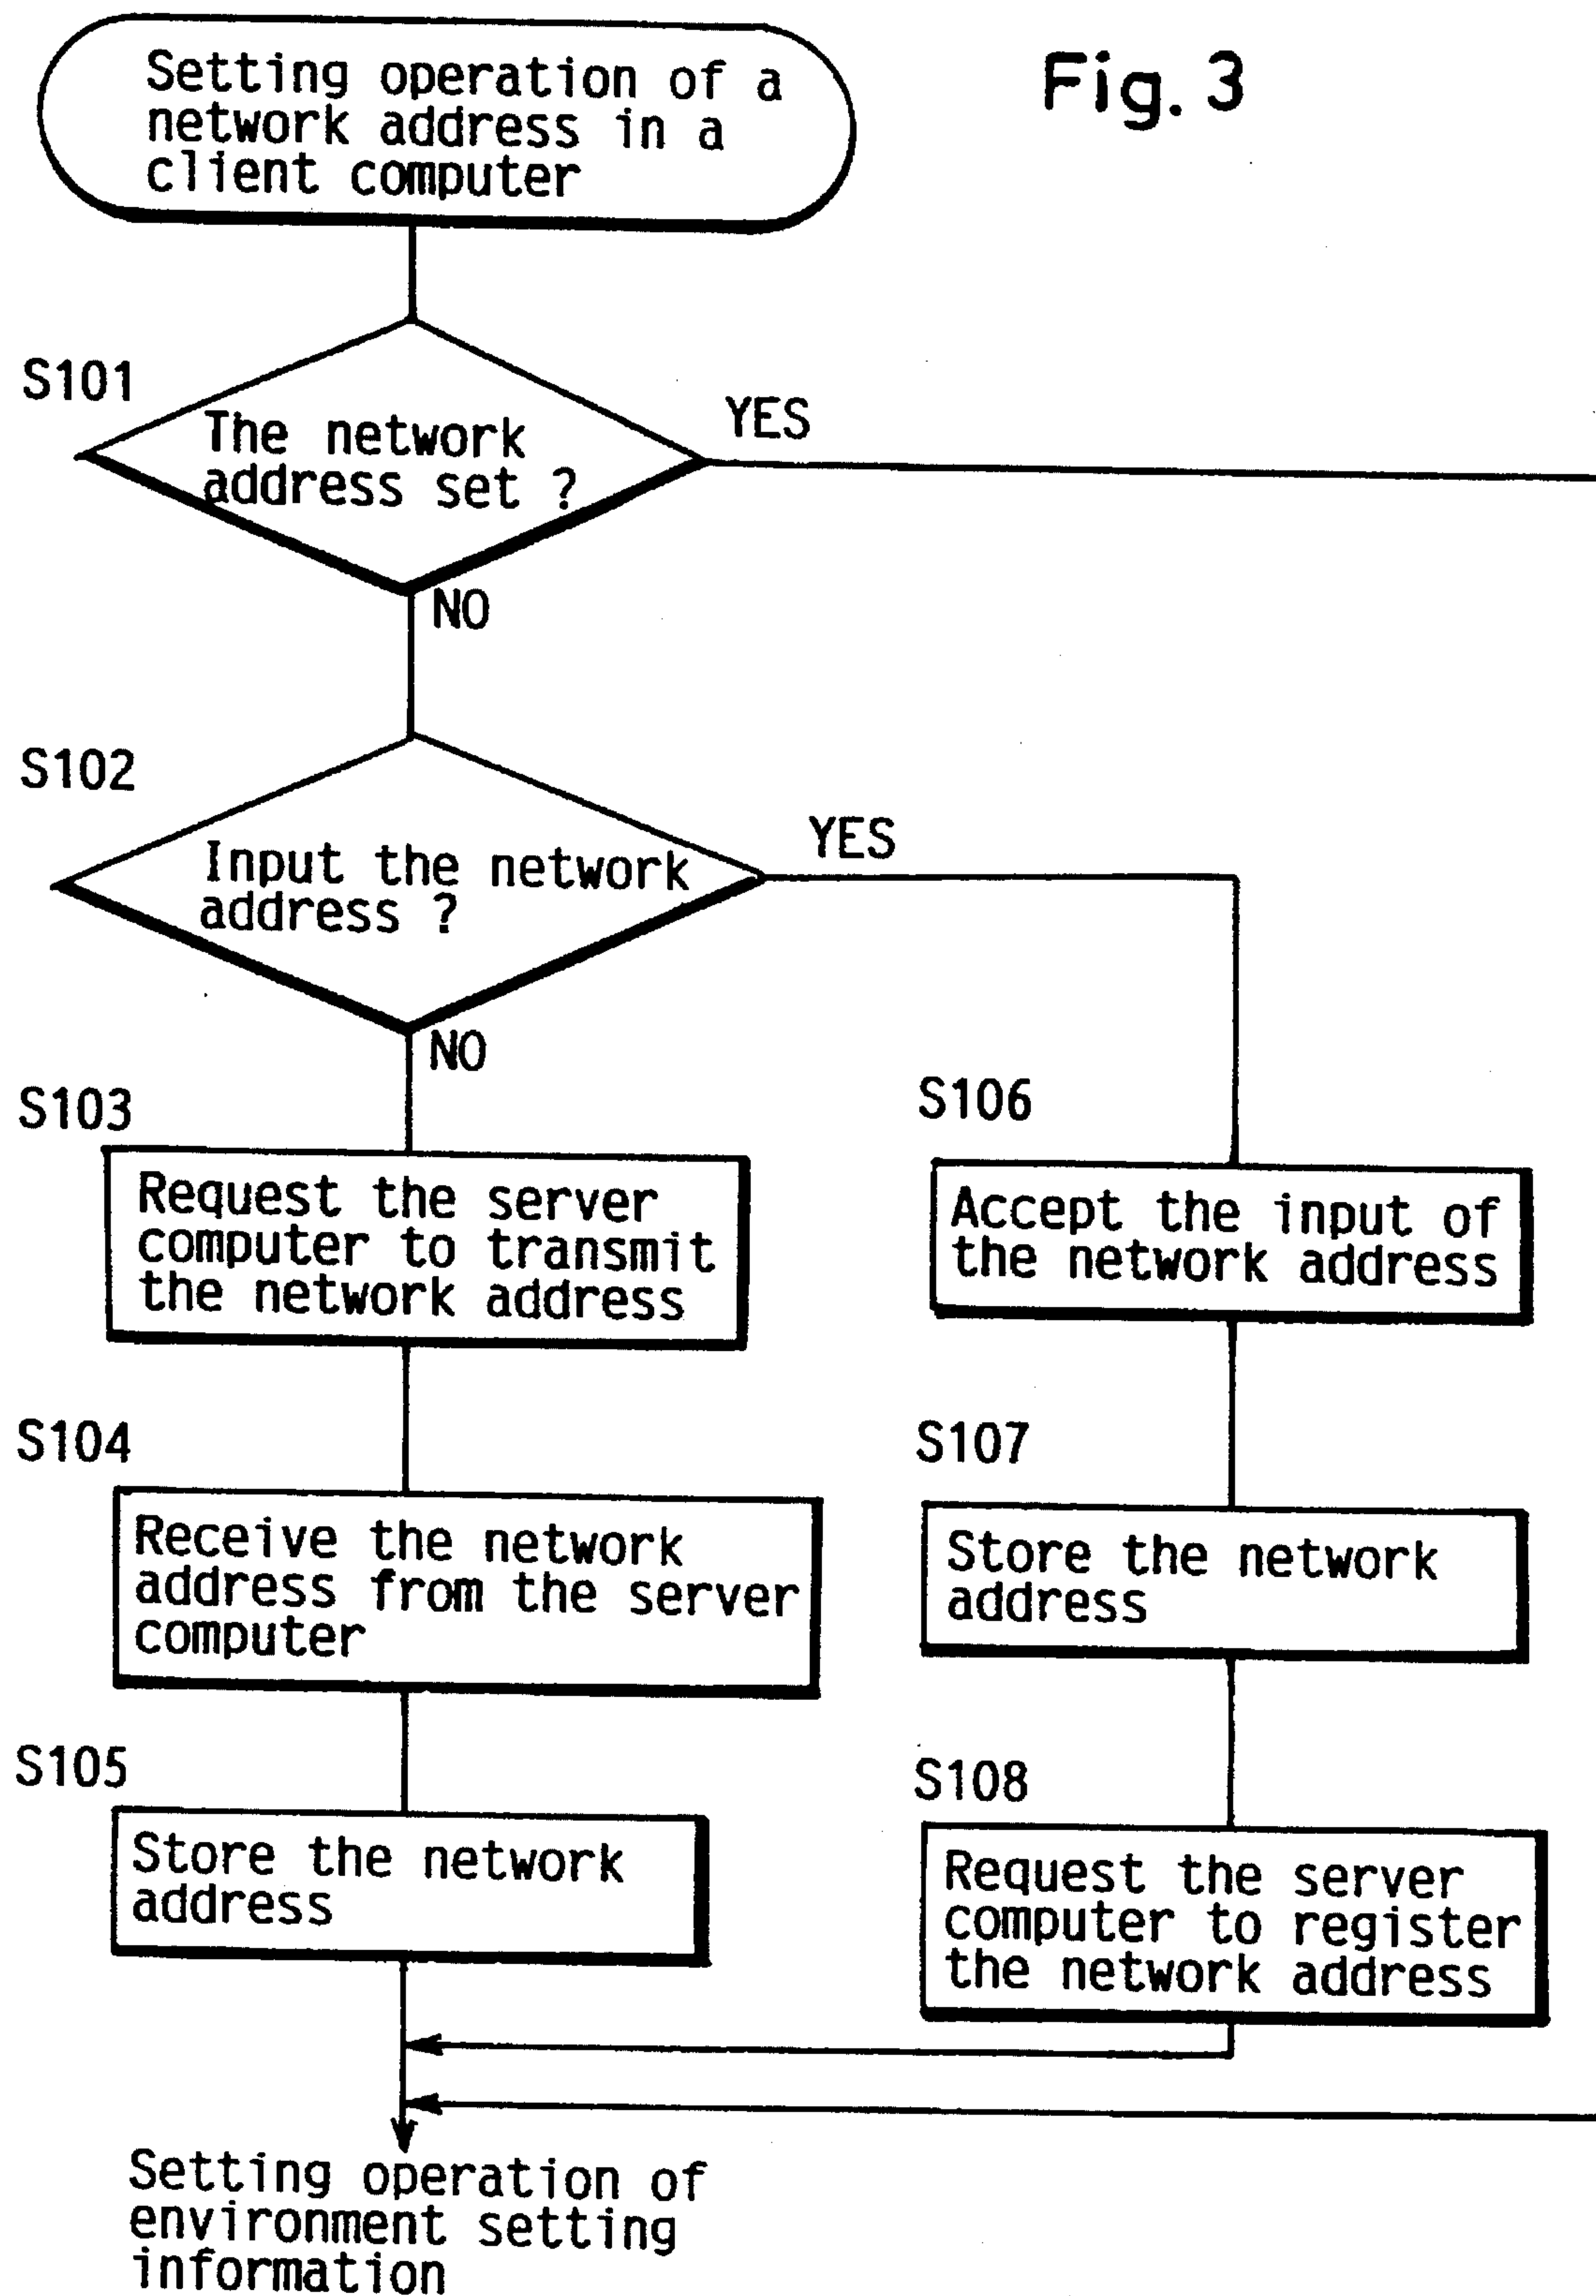 Setting operation of a
network address in a
client computer
Fig. 3
S101
The network
address set ?
YES
NO
S102
Input the network
address ?
YES
NO
S103
Request the server
computer to transmit
the network address
S106
Accept the input of
the network address
S104
Receive the network
address from the server
computer
S107
Store the network
address
S105
Store the network
address
S108
Request the server
computer to register
the network address
Setting operation of
environment setting
information